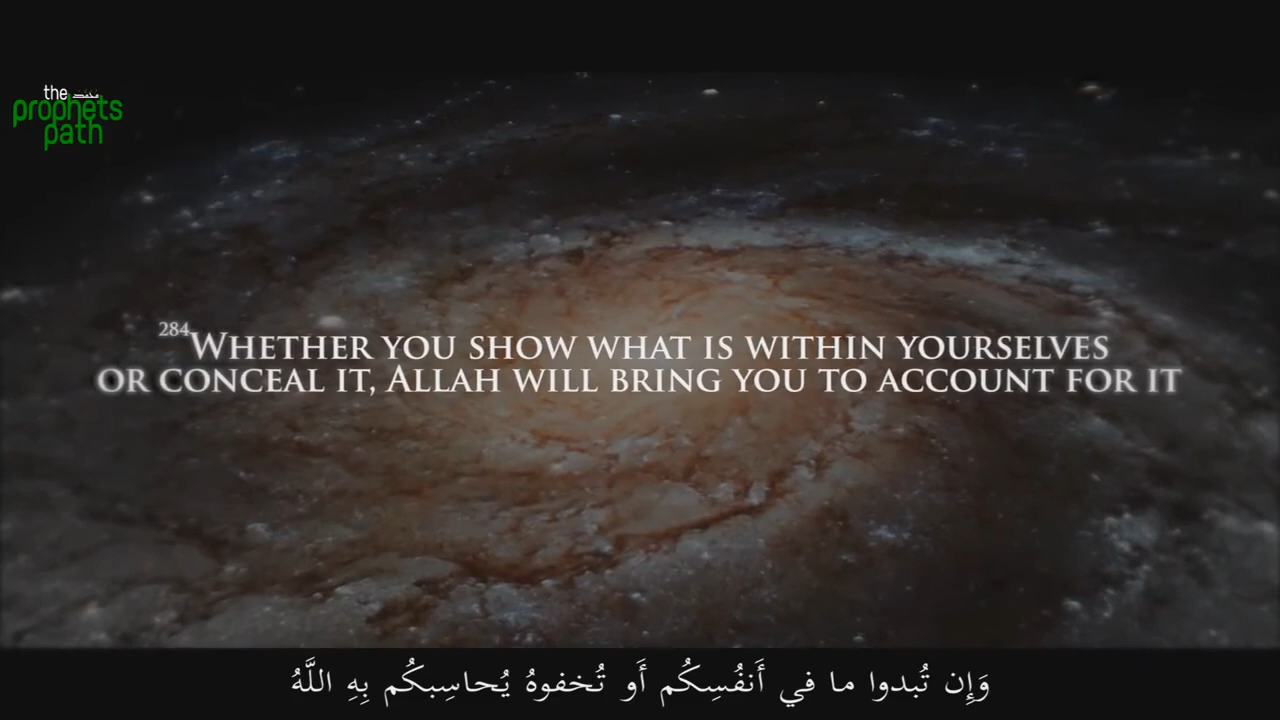 the محمد
prophets
path
284 WHETHER YOU SHOW WHAT IS WITHIN YOURSELVES
OR CONCEAL IT, ALLAH WILL BRING YOU TO ACCOUNT FOR IT
وَإِن تُبدوا ما في أَنفُسِكُم أَو تُخفوهُ يُحاسِبكُم بِهِ اللَّهُ